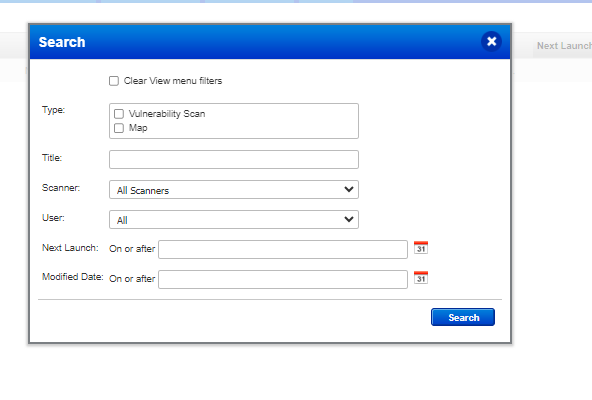 Search
Next Launch
Clear View menu filters
Type:
Vulnerability Scan
Map
Title:
Scanner:
All Scanners
User:
All
Next Launch: On or after
31
Modified Date: On or after
31
Search